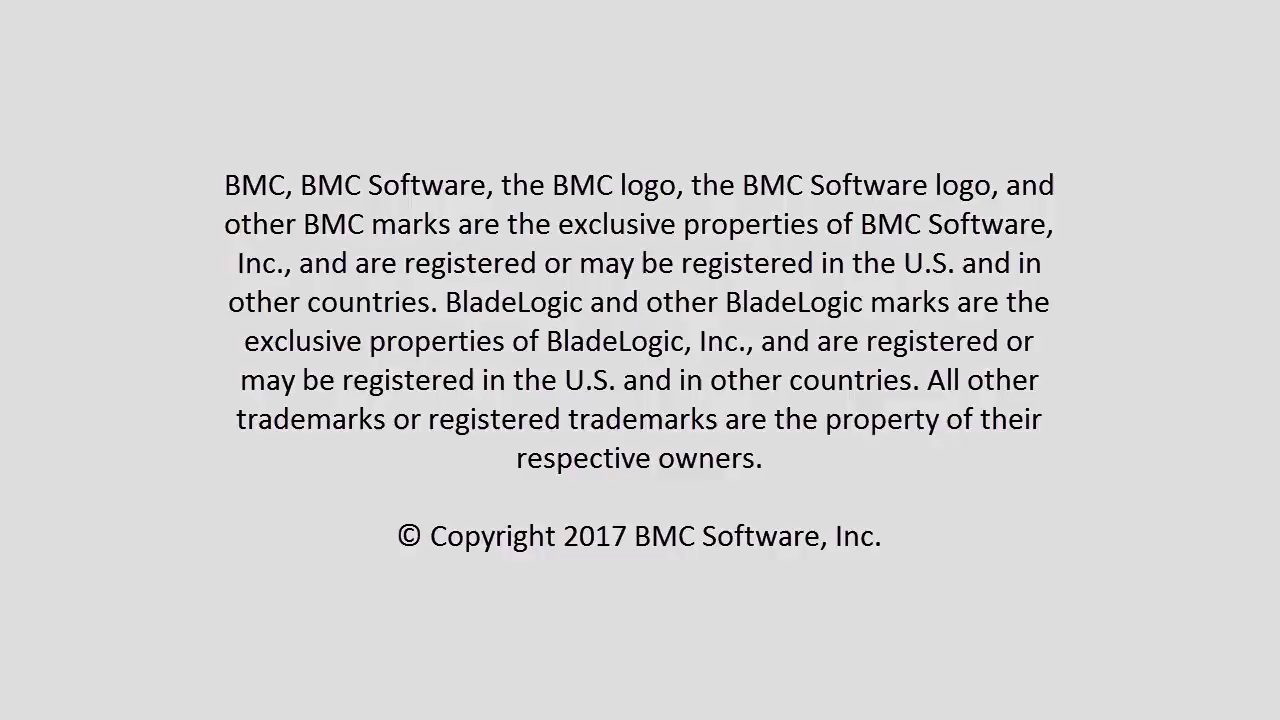 BMC, BMC Software, the BMC logo, the BMC Software logo, and
other BMC marks are the exclusive properties of BMC Software,
Inc., and are registered or may be registered in the U.S. and in
other countries. BladeLogic and other BladeLogic marks are the
exclusive properties of BladeLogic, Inc., and are registered or
may be registered in the U.S. and in other countries. All other
trademarks or registered trademarks are the property of their
respective owners.
© Copyright 2017 BMC Software, Inc.